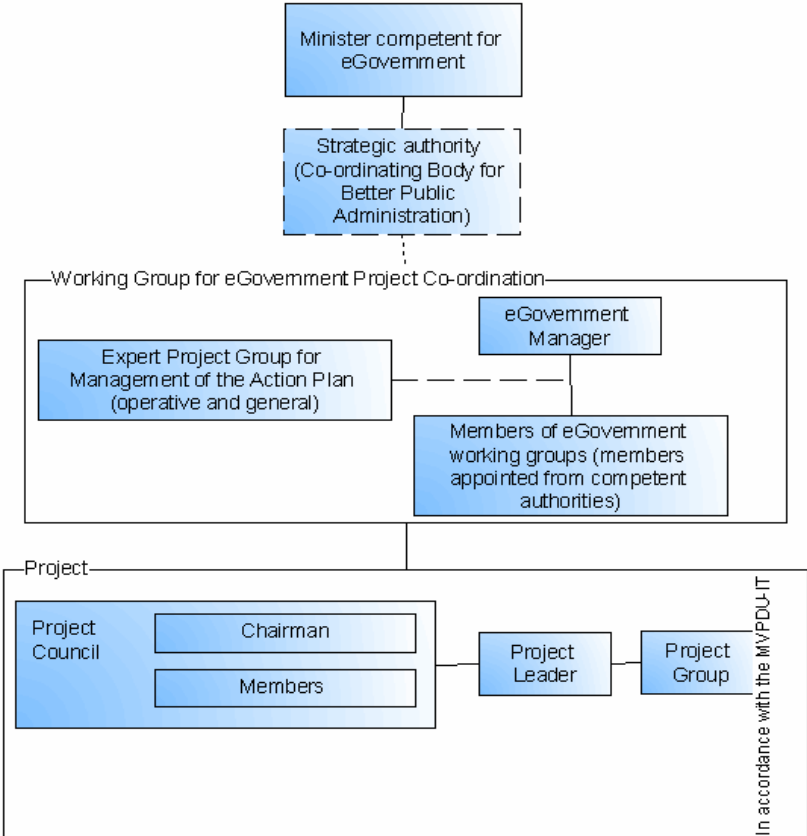 Minister competent for
eGovernment
Strategic authority
(Co-ordinating Body for
Better Public
Administration)
Working Group for eGovernment Project Co-ordination
eGovernment
Manager
Expert Project Group for
Management of the Action Plan
(operative and general)
Members of eGovernment
working groups (members
appointed from competent
authorities)
Project
Project
Council
Chairman
Members
Project
Leader
Project
Group
In accordance with the MVPDU-IT